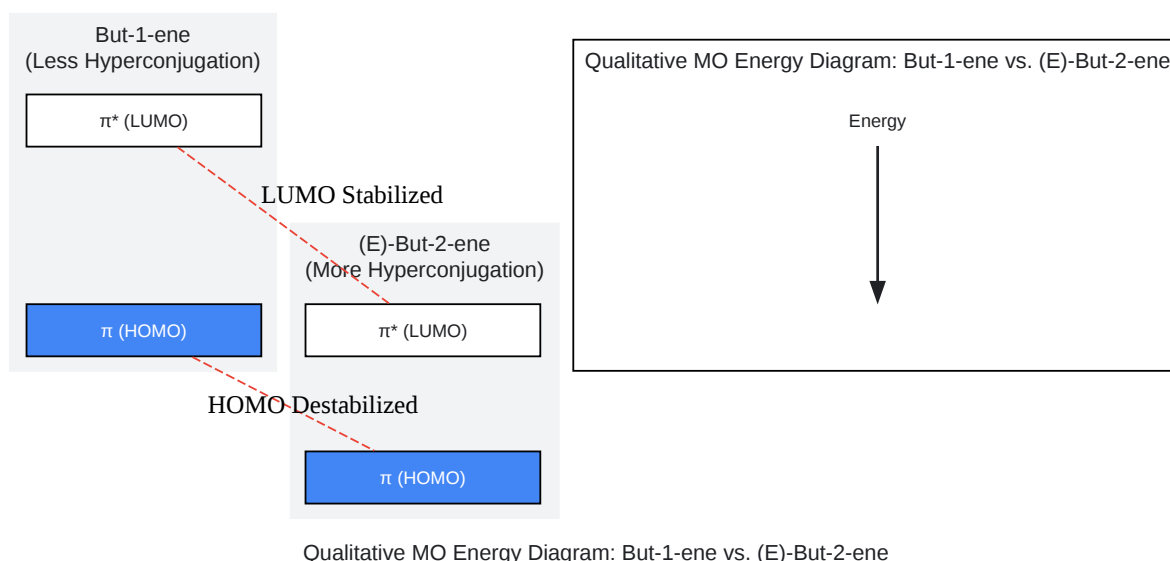 But-1-ene
(Less Hyperconjugation)
π* (LUMO)
π (HOMO)
LUMO Stabilized
(E)-But-2-ene
(More Hyperconjugation)
π* (LUMO)
HOMO Destabilized
π (HOMO)
Qualitative MO Energy Diagram: But-1-ene vs. (E)-But-2-ene
Energy
Qualitative MO Energy Diagram: But-1-ene vs. (E)-But-2-ene